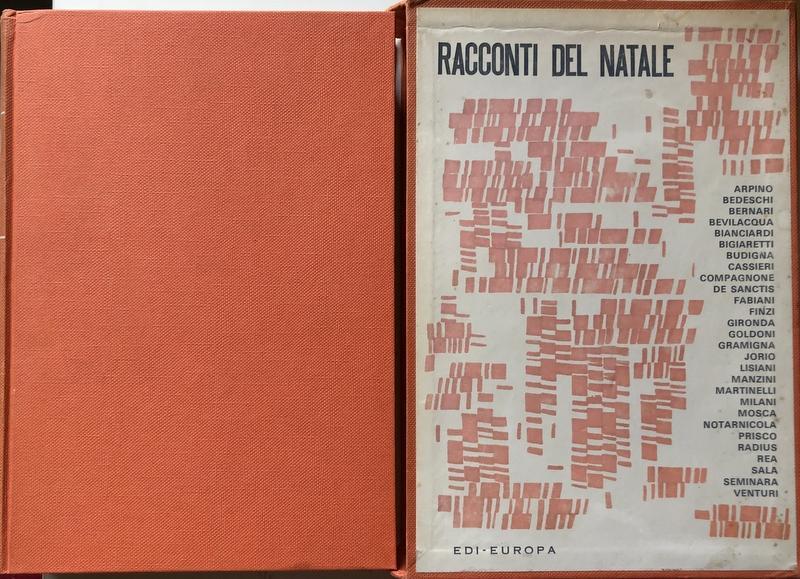 RACCONTI DEL NATALE
ARPINO
BEDESCHI
BERNARI
BEVILACQUA
BIANCIARDI
BIGIARETTI
BUDIGNA
CASSIERI
COMPAGNONE
DE SANCTIS
FABIANI
FINZI
GIRONDA
GOLDONI
GRAMIGNA
JORIO
LISIANI
MANZINI
MARTINELLI
MILANI
MOSCA
NOTARNICOLA
PRISCO
RADIUS
REA
SALA
SEMINARA
VENTURI
EDI-EUROPA